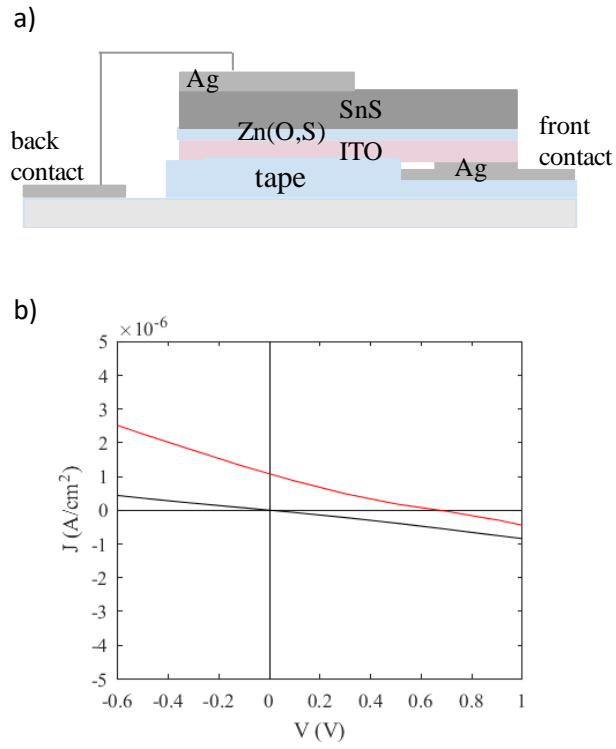 a)
Ag
SnS
Zn(O,S)
ITO
back
contact
front
contact
Ag
tape
b)
×10⁻⁶
5
4
3
2
1
0
-1
-2
-3
-4
-5
J (A/cm²)
-0.6 -0.4 -0.2 0 0.2 0.4 0.6 0.8 1
V (V)